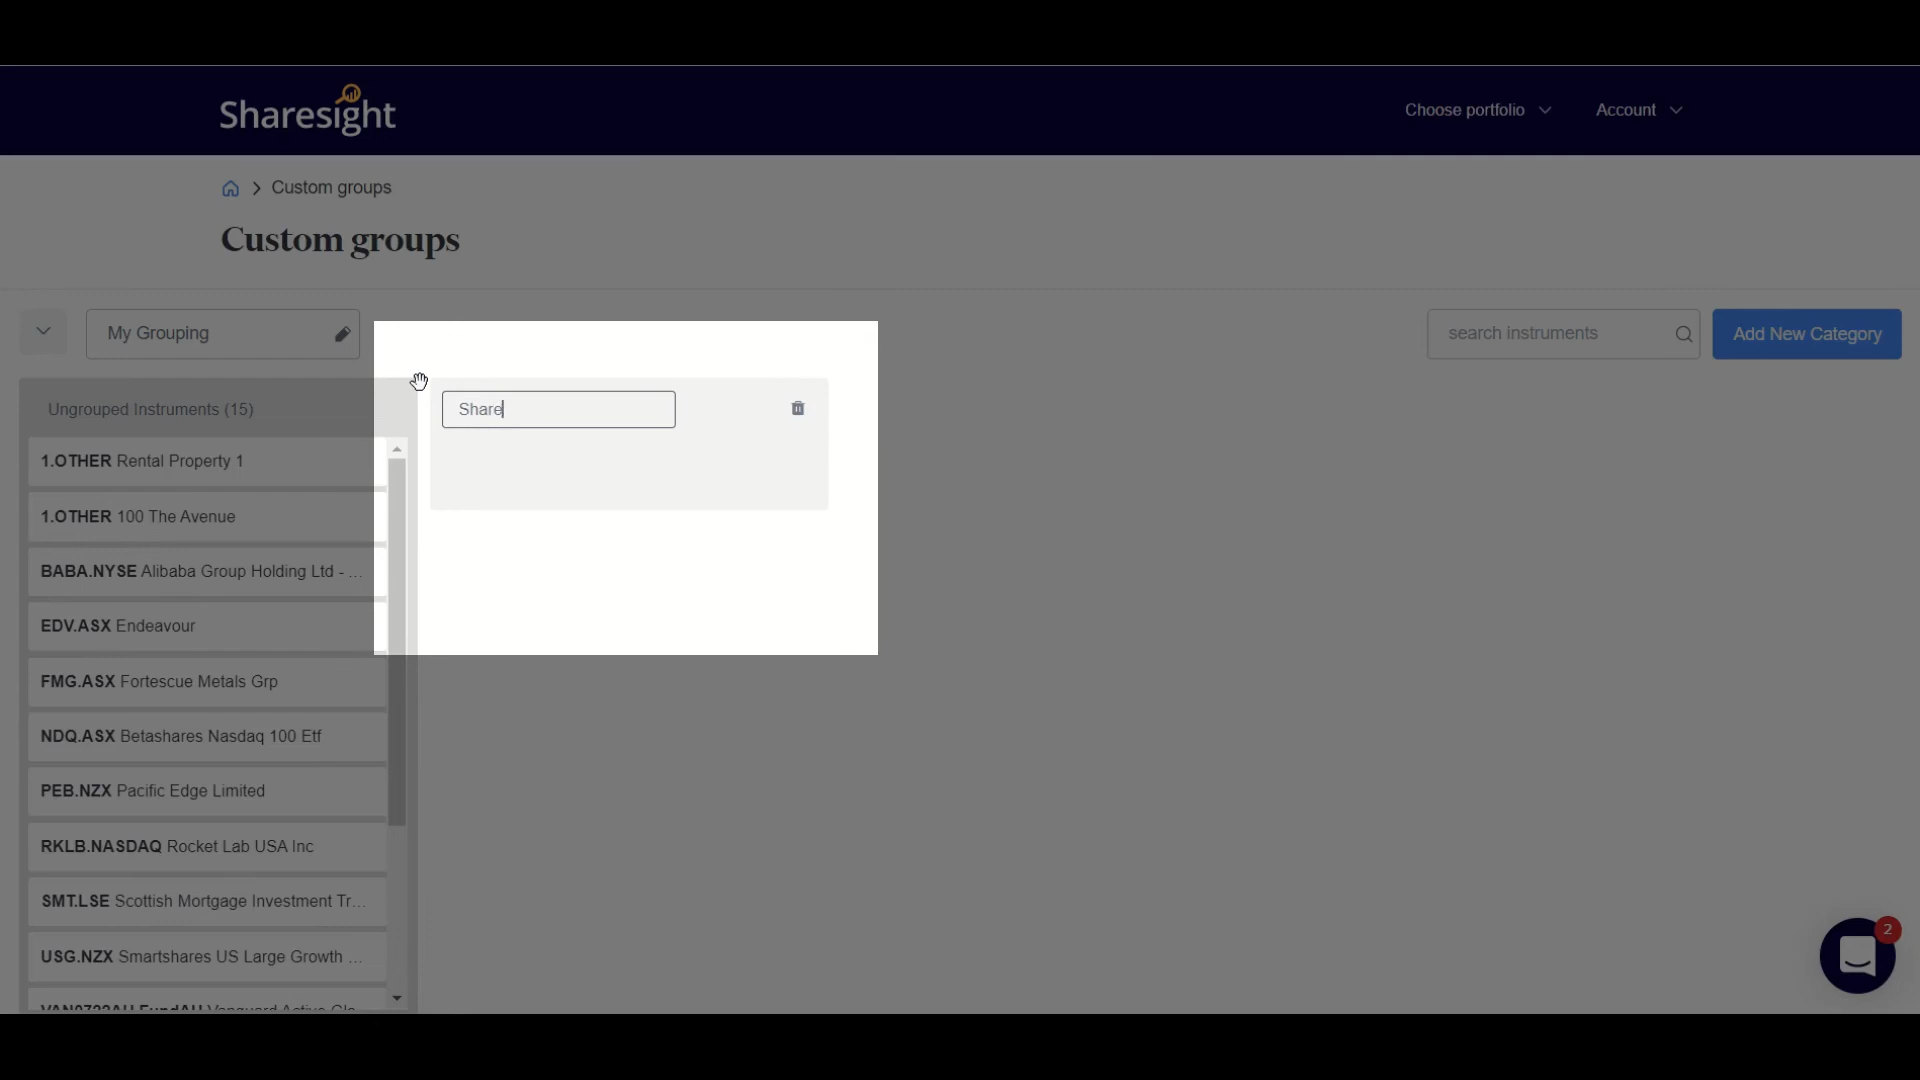 Sharesight
Choose portfolio
Account
Custom groups
Custom groups
My Grouping
search instruments
Add New Category
Ungrouped Instruments (15)
Share
1.OTHER Rental Property 1
1.OTHER 100 The Avenue
BABA.NYSE Alibaba Group Holding Ltd - ...
EDV.ASX Endeavour
FMG.ASX Fortescue Metals Grp
NDQ.ASX Betashares Nasdaq 100 Etf
PEB.NZX Pacific Edge Limited
RKLB.NASDAQ Rocket Lab USA Inc
SMT.LSE Scottish Mortgage Investment Tr...
USG.NZX Smartshares US Large Growth ...
2